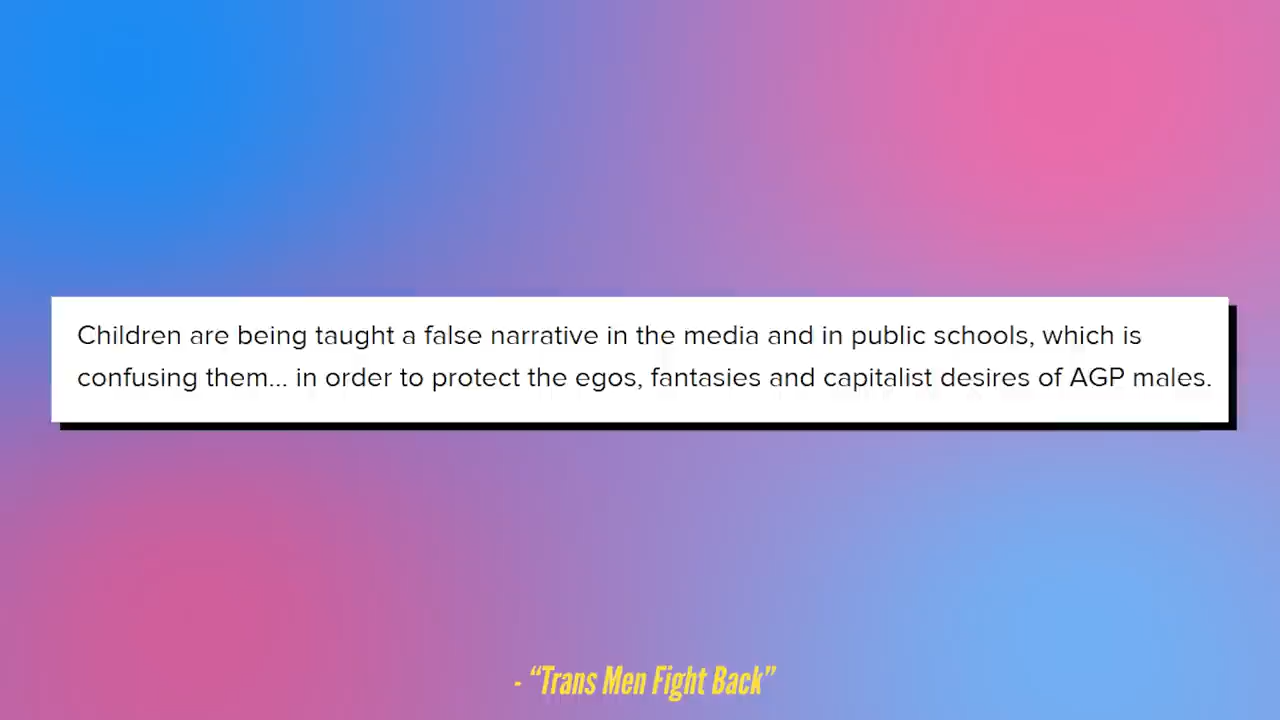 Children are being taught a false narrative in the media and in public schools, which is
confusing them... in order to protect the egos, fantasies and capitalist desires of AGP males.
- “Trans Men Fight Back”